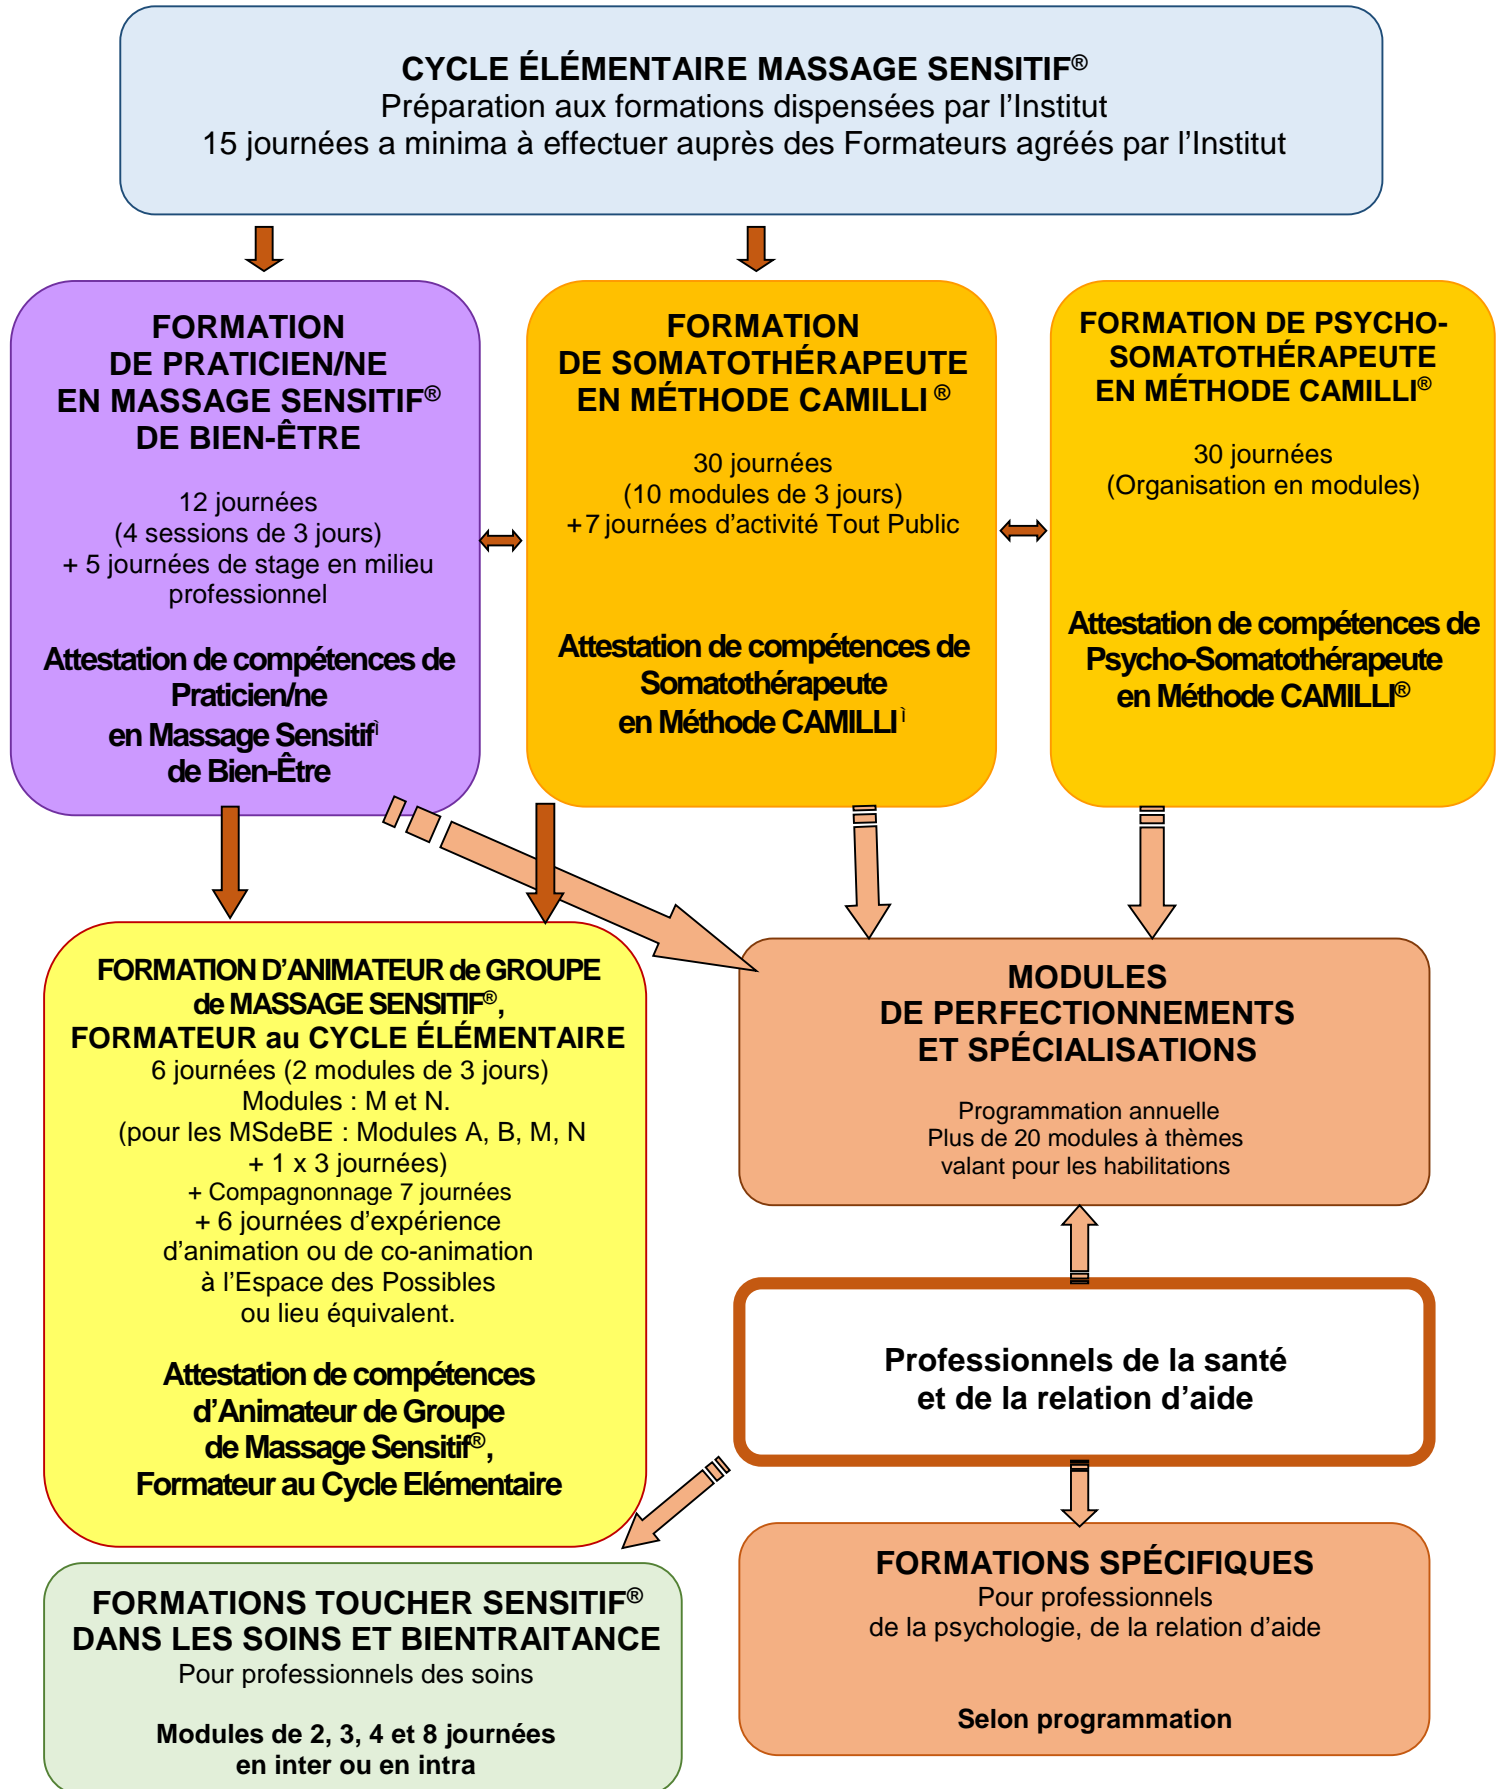 CYCLE ÉLÉMENTAIRE MASSAGE SENSITIF®
Préparation aux formations dispensées par l’Institut
15 journées a minima à effectuer auprès des Formateurs agréés par l’Institut
FORMATION
DE PRATICIEN/NE
EN MASSAGE SENSITIF®
DE BIEN-ÊTRE
12 journées
(4 sessions de 3 jours)
+ 5 journées de stage en milieu
professionnel
Attestation de compétences de
Praticien/ne
en Massage Sensitifì
de Bien-Être
FORMATION
DE SOMATOTHÉRAPEUTE
EN MÉTHODE CAMILLI ®
30 journées
(10 modules de 3 jours)
+7 journées d’activité Tout Public
Attestation de compétences de
Somatothérapeute
en Méthode CAMILLIì
FORMATION DE PSYCHO-
SOMATOTHÉRAPEUTE
EN MÉTHODE CAMILLI®
30 journées
(Organisation en modules)
Attestation de compétences de
Psycho-Somatothérapeute
en Méthode CAMILLI®
FORMATION D’ANIMATEUR de GROUPE
de MASSAGE SENSITIF®,
FORMATEUR au CYCLE ÉLÉMENTAIRE
6 journées (2 modules de 3 jours)
Modules : M et N.
(pour les MSdeBE : Modules A, B, M, N
+ 1 x 3 journées)
+ Compagnonnage 7 journées
+ 6 journées d’expérience
d’animation ou de co-animation
à l’Espace des Possibles
ou lieu équivalent.
Attestation de compétences
d’Animateur de Groupe
de Massage Sensitif®,
Formateur au Cycle Elémentaire
MODULES
DE PERFECTIONNEMENTS
ET SPÉCIALISATIONS
Programmation annuelle
Plus de 20 modules à thèmes
valant pour les habilitations
Professionnels de la santé
et de la relation d’aide
FORMATIONS TOUCHER SENSITIF®
DANS LES SOINS ET BIENTRAITANCE
Pour professionnels des soins
Modules de 2, 3, 4 et 8 journées
en inter ou en intra
FORMATIONS SPÉCIFIQUES
Pour professionnels
de la psychologie, de la relation d’aide
Selon programmation